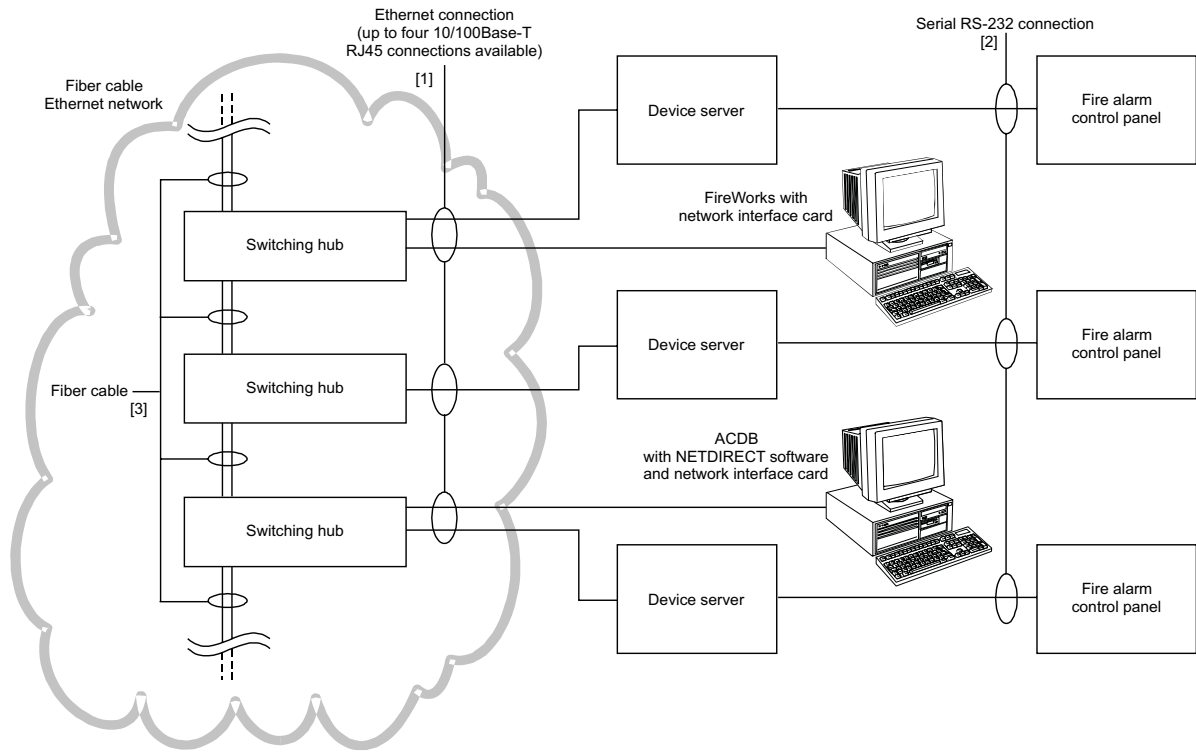 Ethernet connection
(up to four 10/100Base-T
RJ45 connections available)
[1]
Serial RS-232 connection
[2]
Fiber cable
Ethernet network
Device server
Fire alarm
control panel
FireWorks with
network interface card
Switching hub
Device server
Fire alarm
control panel
Switching hub
Fiber cable
[3]
ACDB
with NETDIRECT software
and network interface card
Switching hub
Device server
Fire alarm
control panel